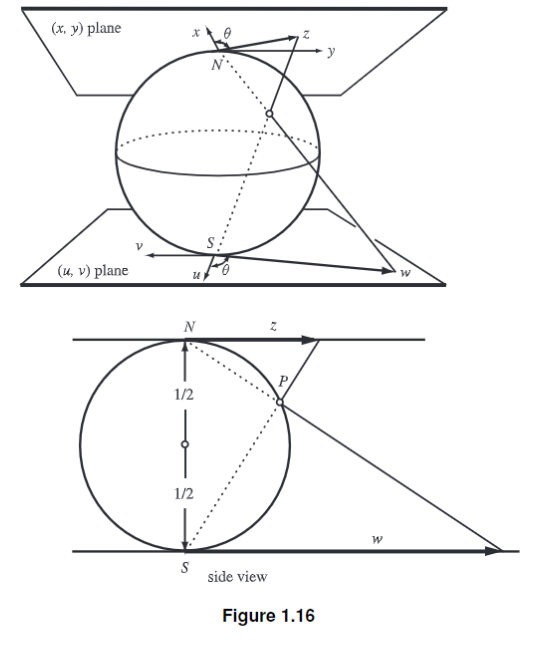 (x, y) plane
x
θ
z
y
N
v
S
(u, v) plane
u
θ
w
N
z
P
1/2
1/2
w
S
side view
Figure 1.16